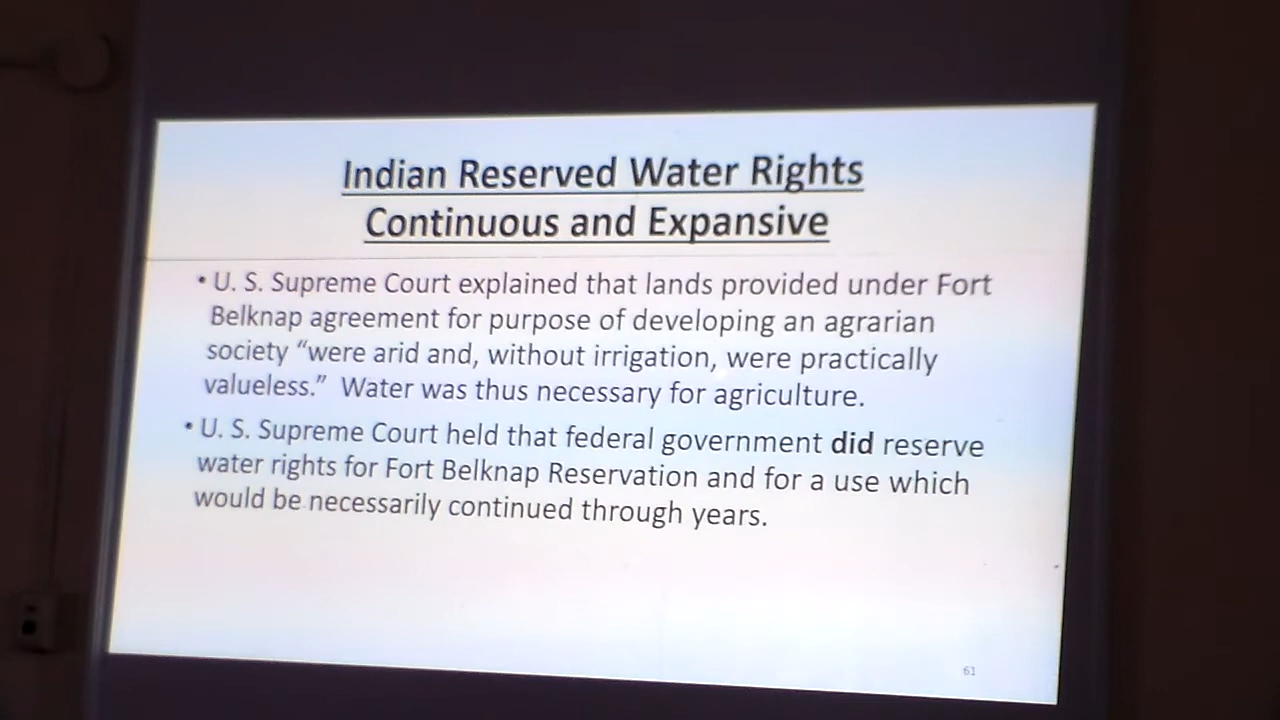 Indian Reserved Water Rights
Continuous and Expansive
• U. S. Supreme Court explained that lands provided under Fort
Belknap agreement for purpose of developing an agrarian
society “were arid and, without irrigation, were practically
valueless.” Water was thus necessary for agriculture.
• U. S. Supreme Court held that federal government did reserve
water rights for Fort Belknap Reservation and for a use which
would be necessarily continued through years.
61